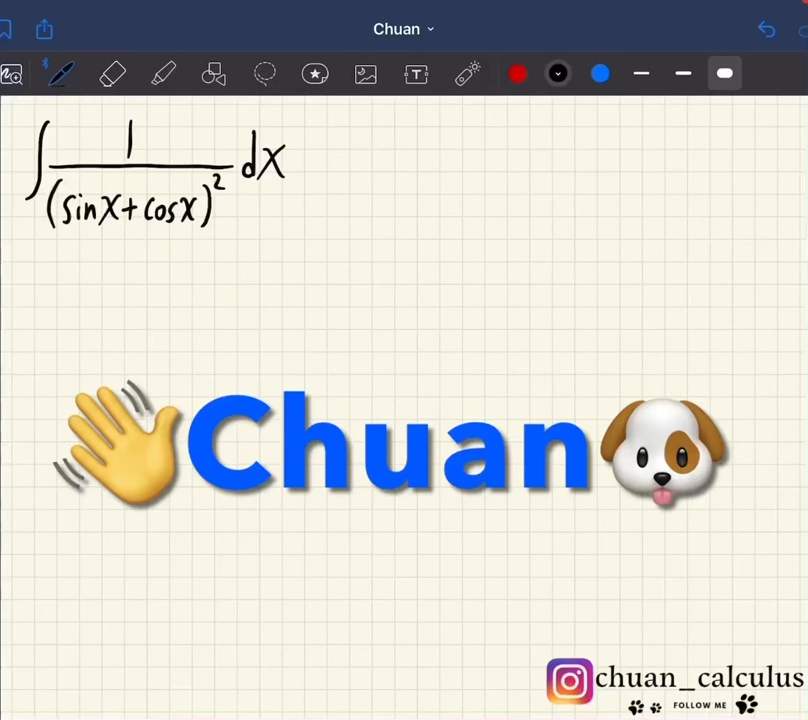 Chuan
∫ 1/(sinx+cosx)² dx
Chuan
chuan_calculus
FOLLOW ME